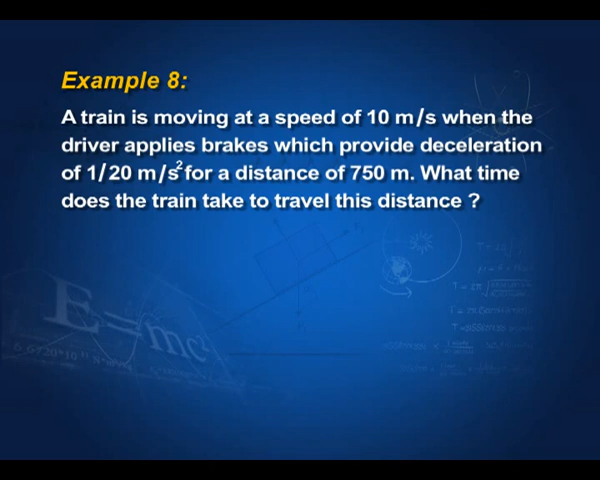 Example 8:
A train is moving at a speed of 10 m/s when the
driver applies brakes which provide deceleration
of 1/20 m/s² for a distance of 750 m. What time
does the train take to travel this distance ?
E=mc²